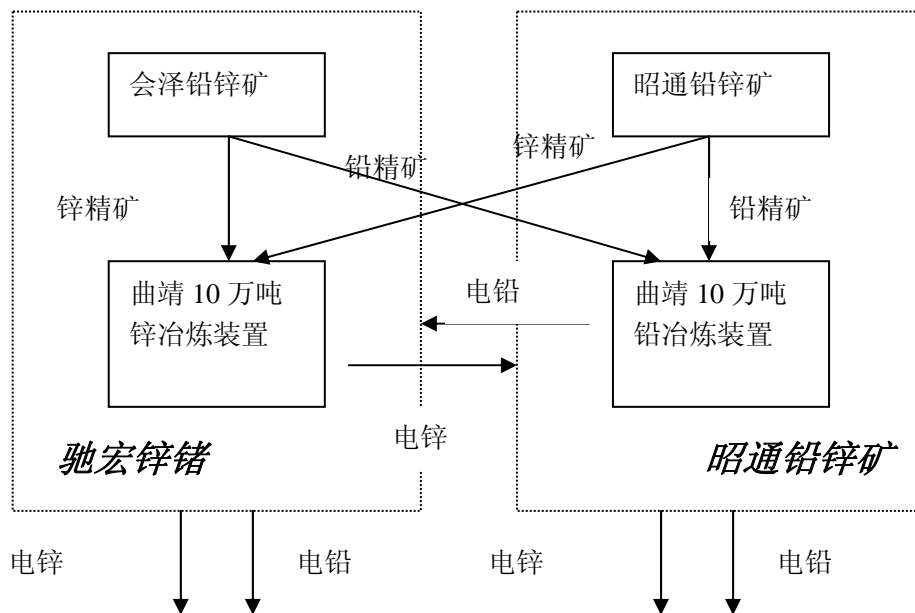 会泽铅锌矿
昭通铅锌矿
铅精矿
锌精矿
锌精矿
铅精矿
曲靖 10 万吨
锌冶炼装置
电铅
曲靖 10 万吨
铅冶炼装置
电锌
驰宏锌锗
昭通铅锌矿
电锌
电铅
电锌
电铅